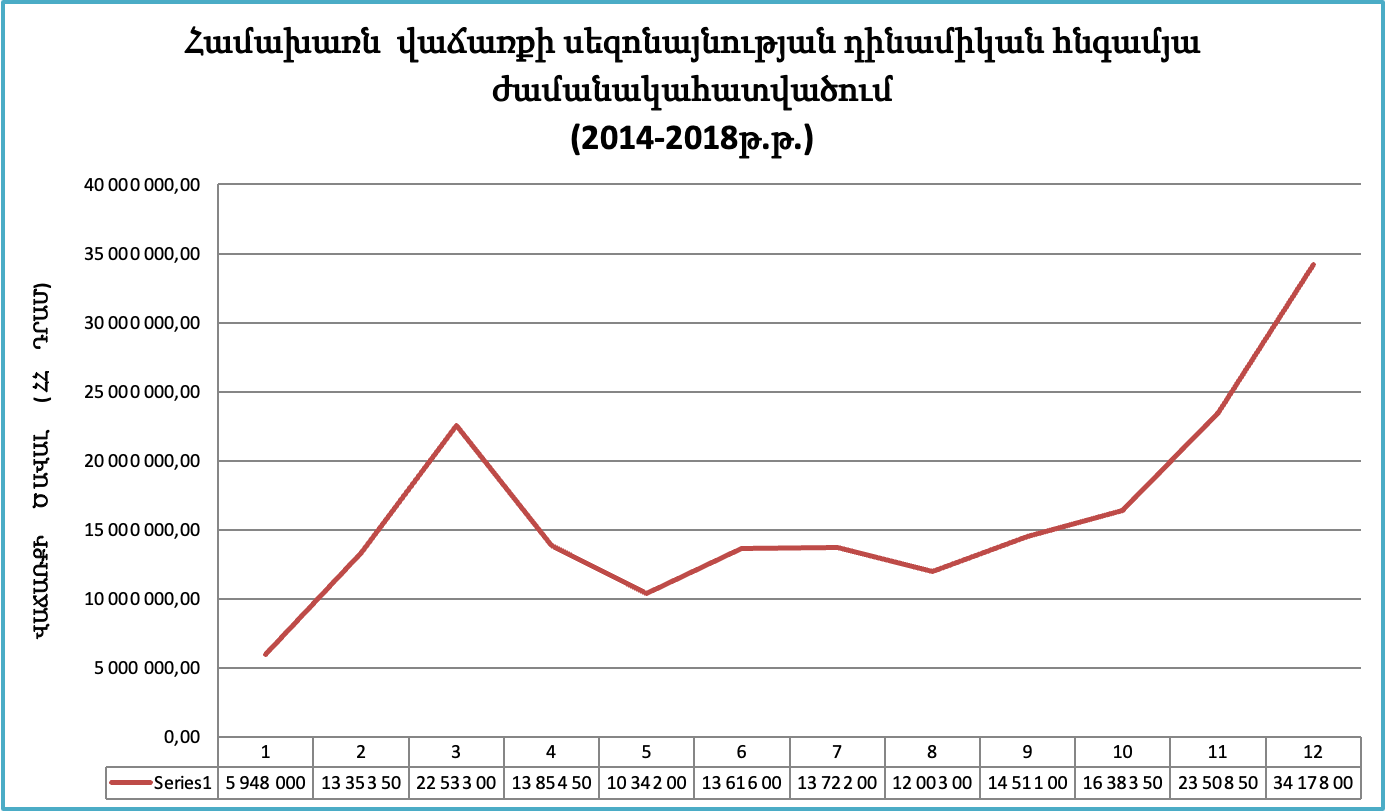 Համախառն վաճառքի սեզոնայնության դինամիկան հնգամյա
ժամանակահատվածում
(2014-2018թ.թ.)
ՎԱՃԱՌՔԻ ԾԱՎԱԼ (ՀՀ ԴՐԱՄ)
40 000 000,00
35 000 000,00
30 000 000,00
25 000 000,00
20 000 000,00
15 000 000,00
10 000 000,00
5 000 000,00
0,00
1 2 3 4 5 6 7 8 9 10 11 12
Series1 5 948 000 13 353 50 22 533 00 13 854 50 10 342 00 13 616 00 13 722 00 12 003 00 14 511 00 16 383 50 23 508 50 34 178 00